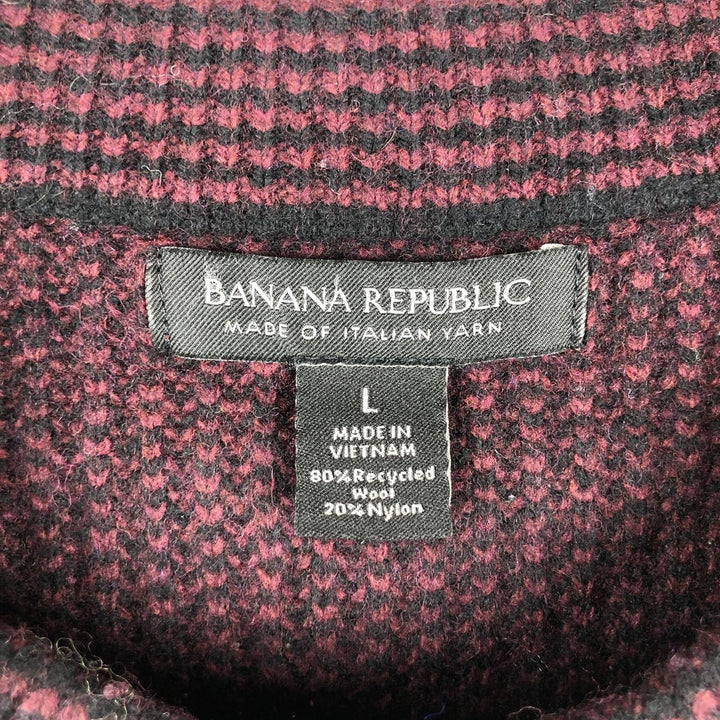 BANANA REPUBLIC
MADE OF ITALIAN YARN
L
MADE IN
VIETNAM
80% Recycled
Wool
20% Nylon